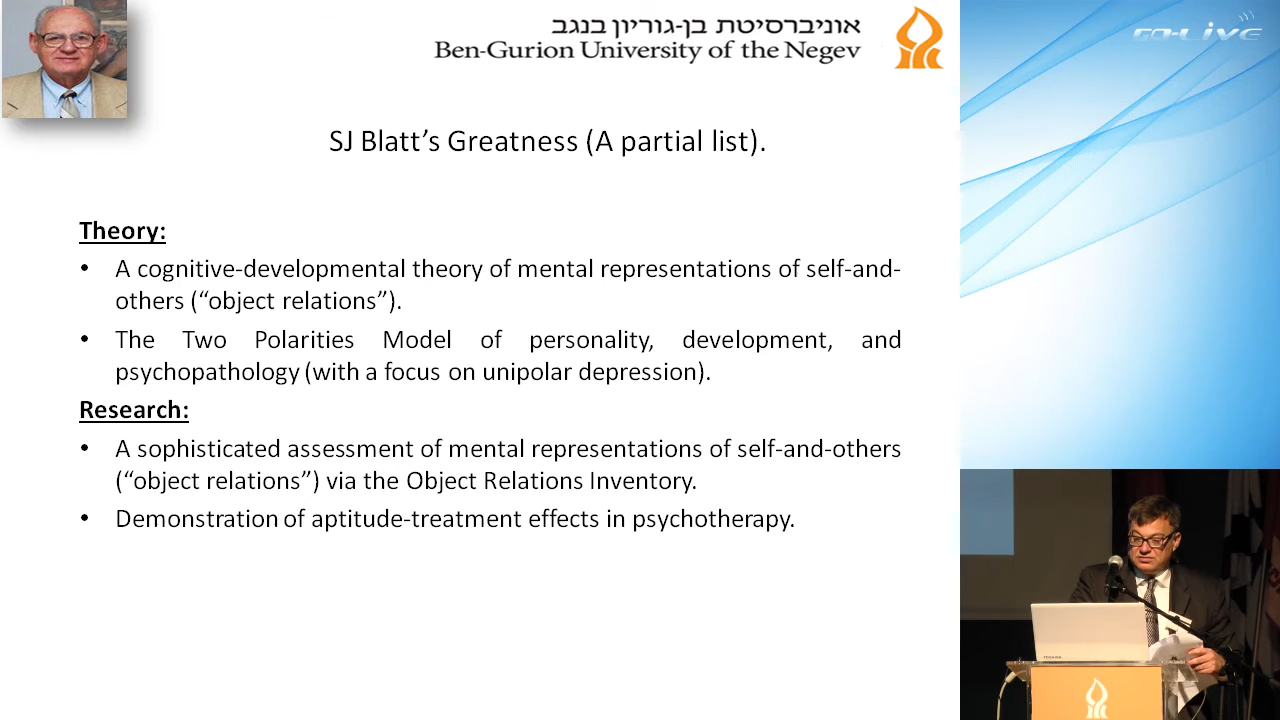 אוניברסיטת בן-גוריון בנגב
Ben-Gurion University of the Negev
GO-LIVE
SJ Blatt’s Greatness (A partial list).
Theory:
• A cognitive-developmental theory of mental representations of self-and-
others (“object relations”).
• The Two Polarities Model of personality, development, and
psychopathology (with a focus on unipolar depression).
Research:
• A sophisticated assessment of mental representations of self-and-others
(“object relations”) via the Object Relations Inventory.
• Demonstration of aptitude-treatment effects in psychotherapy.